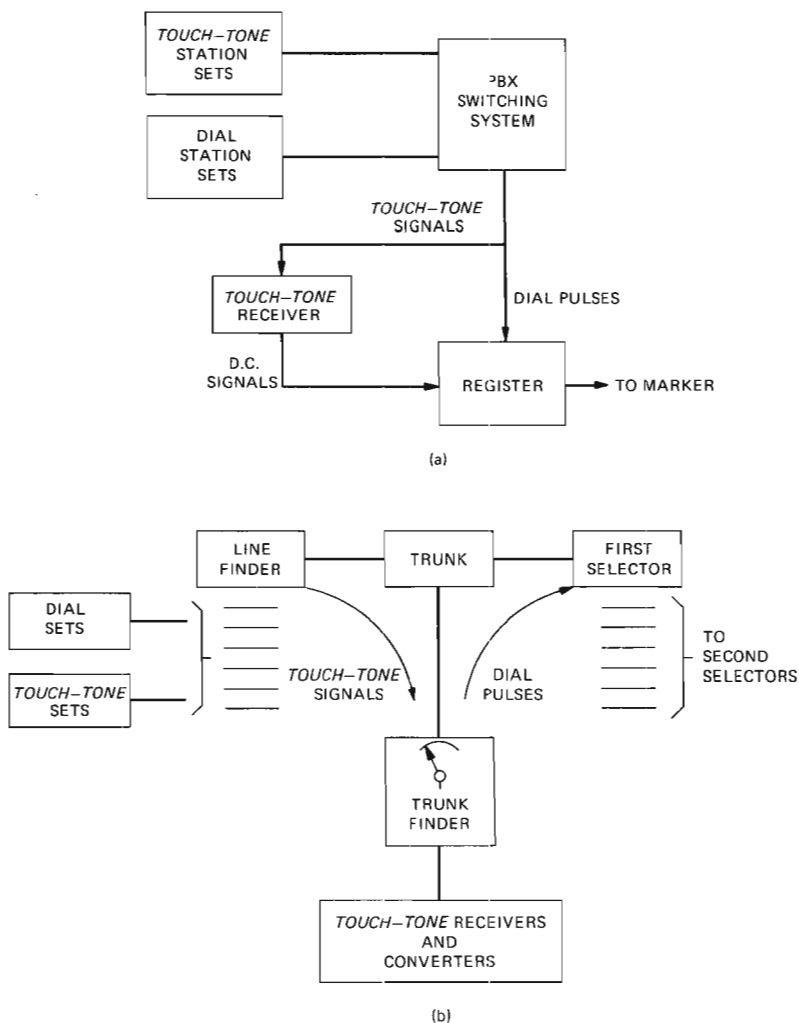 TOUCH–TONE
STATION
SETS
PBX
SWITCHING
SYSTEM
DIAL
STATION
SETS
TOUCH–TONE
SIGNALS
TOUCH–TONE
RECEIVER
DIAL PULSES
D.C.
SIGNALS
REGISTER
TO MARKER
(a)
LINE
FINDER
TRUNK
FIRST
SELECTOR
DIAL
SETS
TOUCH–TONE
SETS
TOUCH–TONE
SIGNALS
DIAL
PULSES
TO
SECOND
SELECTORS
TRUNK
FINDER
TOUCH–TONE RECEIVERS
AND
CONVERTERS
(b)